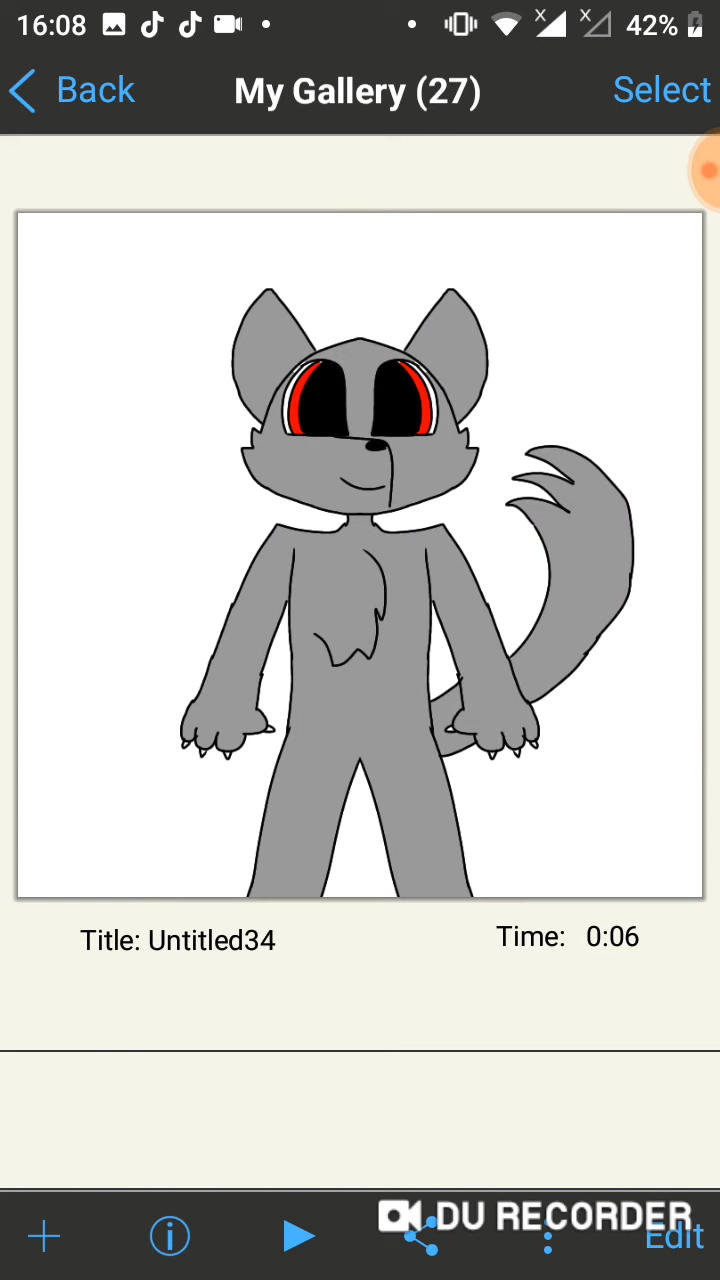 16:08 42%
Back My Gallery (27) Select
Title: Untitled34 Time: 0:06
DU RECORDER
Edit